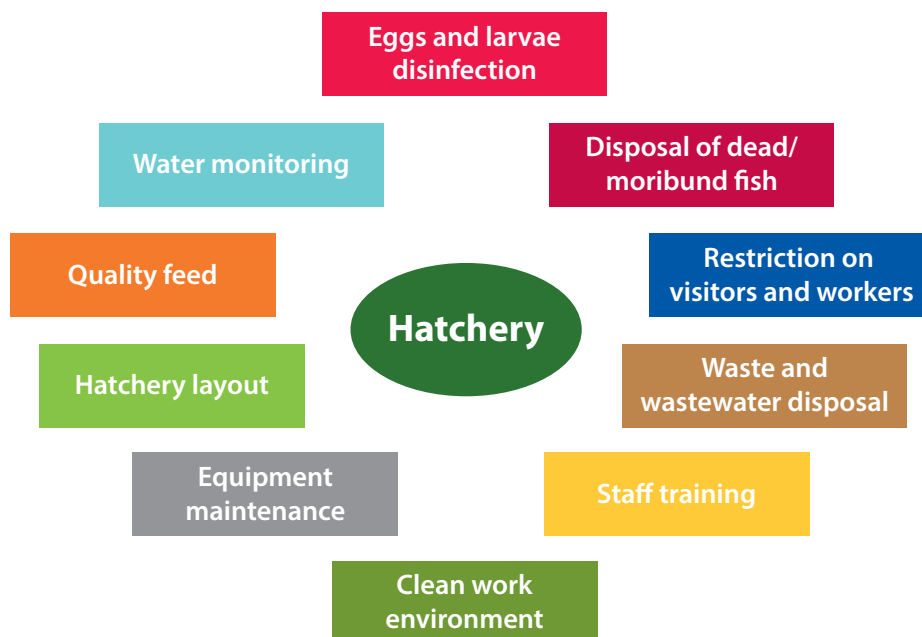 Eggs and larvae
disinfection
Water monitoring
Disposal of dead/
moribund fish
Quality feed
Restriction on
visitors and workers
Hatchery
Hatchery layout
Waste and
wastewater disposal
Equipment
maintenance
Staff training
Clean work
environment